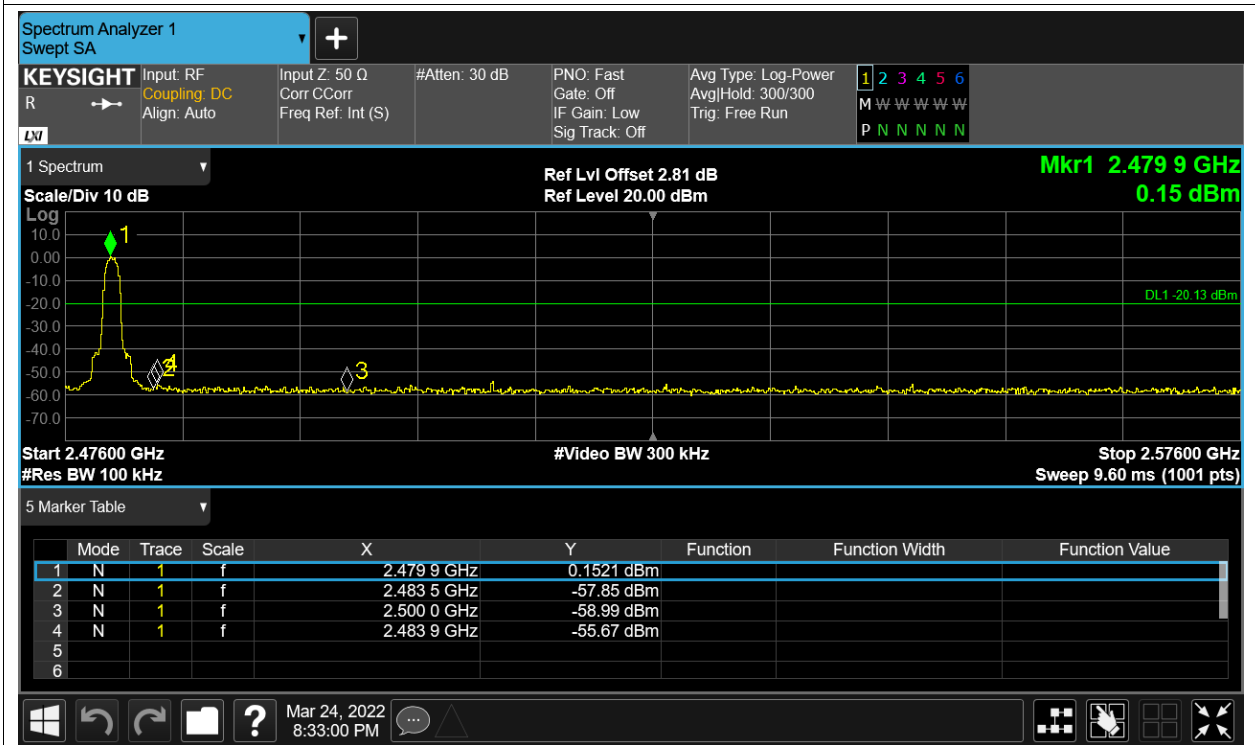 Spectrum Analyzer 1
Swept SA
KEYSIGHT
R
LXI
Input: RF
Coupling: DC
Align: Auto
Input Z: 50 Ω
Corr CCorr
Freq Ref: Int (S)
#Atten: 30 dB
PNO: Fast
Gate: Off
IF Gain: Low
Sig Track: Off
Avg Type: Log-Power
Avg|Hold: 300/300
Trig: Free Run
1 2 3 4 5 6
M W W W W W
P N N N N N
1 Spectrum
Scale/Div 10 dB
Ref Lvl Offset 2.81 dB
Ref Level 20.00 dBm
Mkr1 2.479 9 GHz
0.15 dBm
Log
10.0
0.00
-10.0
-20.0
-30.0
-40.0
-50.0
-60.0
-70.0
1
2
4
3
DL1 -20.13 dBm
Start 2.47600 GHz
#Res BW 100 kHz
#Video BW 300 kHz
Stop 2.57600 GHz
Sweep 9.60 ms (1001 pts)
5 Marker Table
Mode Trace Scale X Y Function Function Width Function Value
1 N 1 f 2.479 9 GHz 0.1521 dBm
2 N 1 f 2.483 5 GHz -57.85 dBm
3 N 1 f 2.500 0 GHz -58.99 dBm
4 N 1 f 2.483 9 GHz -55.67 dBm
5
6
?
Mar 24, 2022
8:33:00 PM